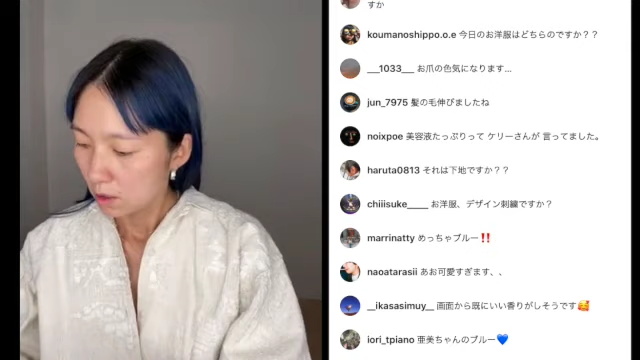 すか
koumanoshippo.o.e 今日のお洋服はどちらのですか？？
___1033___ お爪の色気になります…
jun_7975 髪の毛伸びましたね
noixpoe 美容液たっぷりって ケリーさんが 言ってました。
haruta0813 それは下地ですか？？
chiiisuke_____ お洋服、デザイン刺繍ですか？
marrinatty めっちゃブルー‼️
naoatarasii あお可愛すぎます、、
__ikasasimuy__ 画面から既にいい香りがしそうです🥰
iori_tpiano 亜美ちゃんのブルー💙